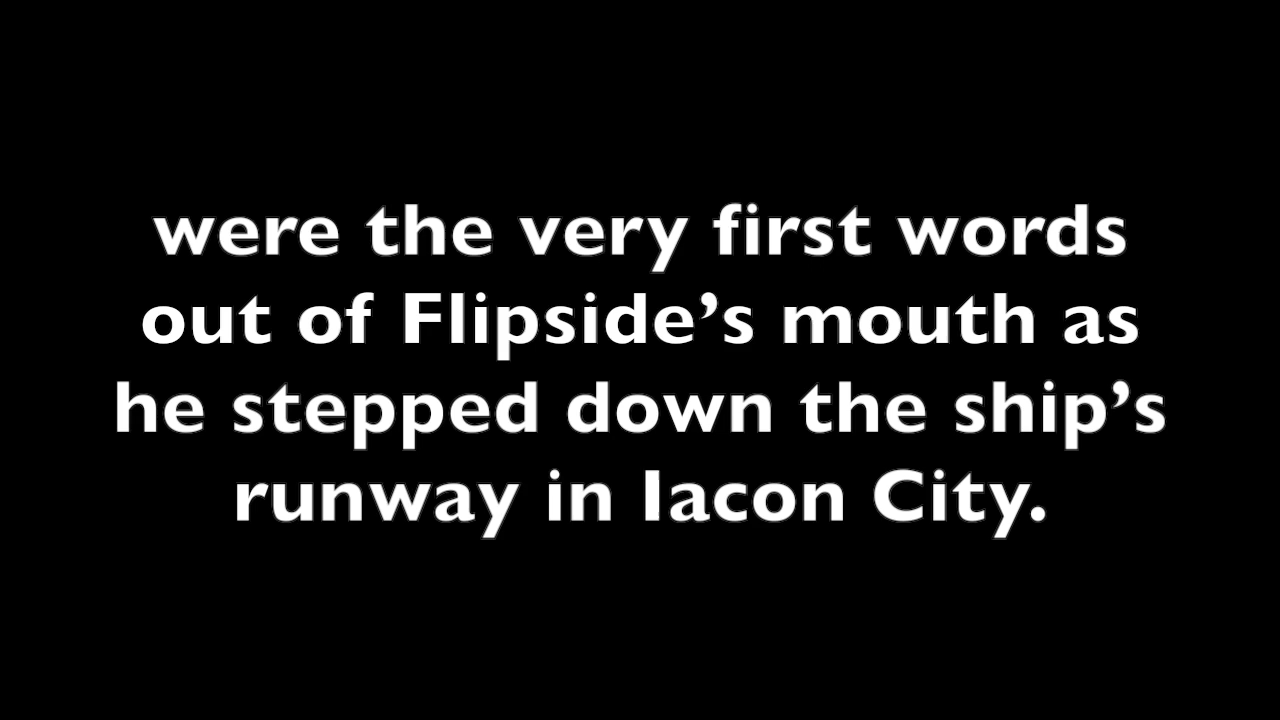 were the very first words
out of Flipside’s mouth as
he stepped down the ship’s
runway in Iacon City.